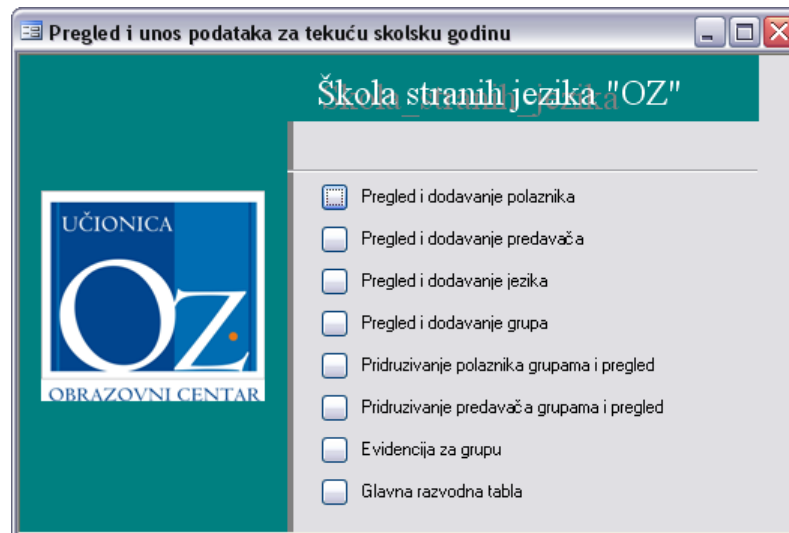 Pregled i unos podataka za tekuću skolsku godinu
Škola stranih jezika "OZ"
UČIONICA
OZ
OBRAZOVNI CENTAR
Pregled i dodavanje polaznika
Pregled i dodavanje predavača
Pregled i dodavanje jezika
Pregled i dodavanje grupa
Pridruzivanje polaznika grupama i pregled
Pridruzivanje predavača grupama i pregled
Evidencija za grupu
Glavna razvodna tabla